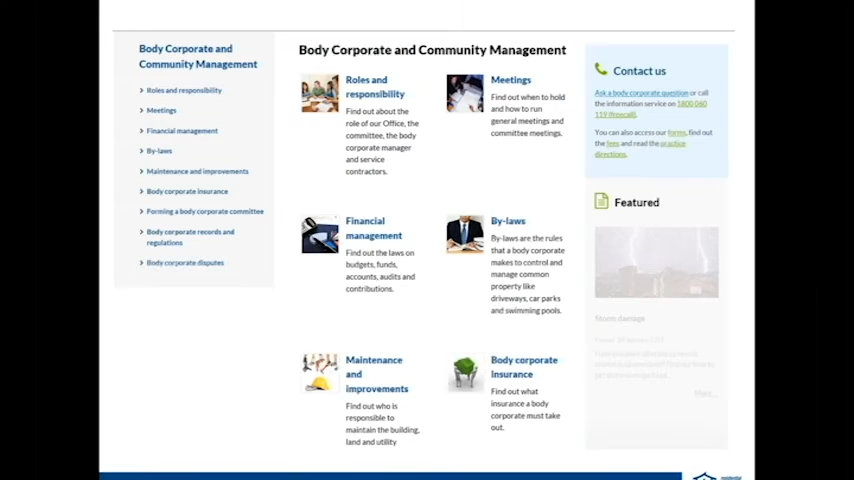 Body Corporate and
Community Management
Roles and responsibility
Meetings
Financial management
By-laws
Maintenance and improvements
Body corporate insurance
Forming a body corporate committee
Body corporate records and
regulations
Body corporate disputes
Body Corporate and Community Management
Roles and
responsibility
Find out about the
role of our Office, the
committee, the body
corporate manager
and service
contractors.
Meetings
Find out when to hold
and how to run
general meetings and
committee meetings.
Financial
management
Find out the laws on
budgets, funds,
accounts, audits and
contributions.
By-laws
By-laws are the rules
that a body corporate
makes to control and
manage common
property like
driveways, car parks
and swimming pools.
Maintenance
and
improvements
Find out who is
responsible to
maintain the building,
land and utility
Body corporate
insurance
Find out what
insurance a body
corporate must take
out.
Contact us
Ask a body corporate question or call
the information service on 1800 060
119 (freecall).
You can also access our forms, find out
the fees and read the practice
directions.
Featured
Storm damage
More...
residential